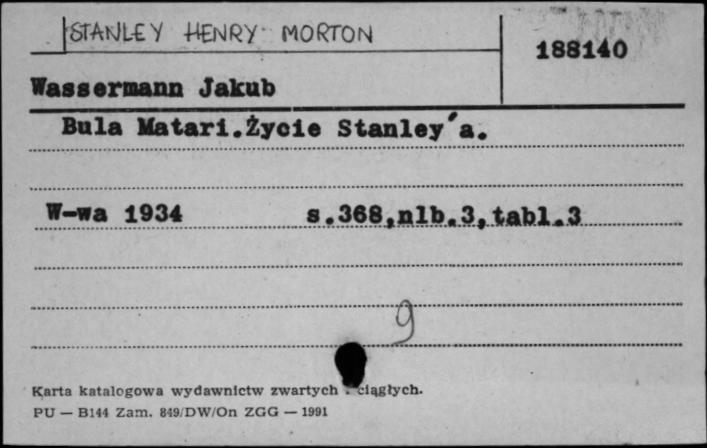 STANLEY HENRY MORTON
188140
Wassermann Jakub
Bula Matari.Życie Stanley´a.
W-wa 1934 s.368,nlb.3,tabl.3
9
Karta katalogowa wydawnictw zwartych i ciągłych.
PU — B144 Zam. 849/DW/On ZGG — 1991